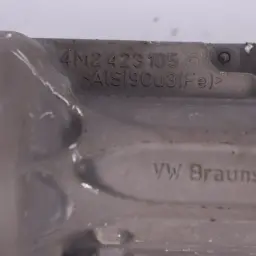 4M2 423 105
>AlSi9Cu3(Fe)<
VW Brauns